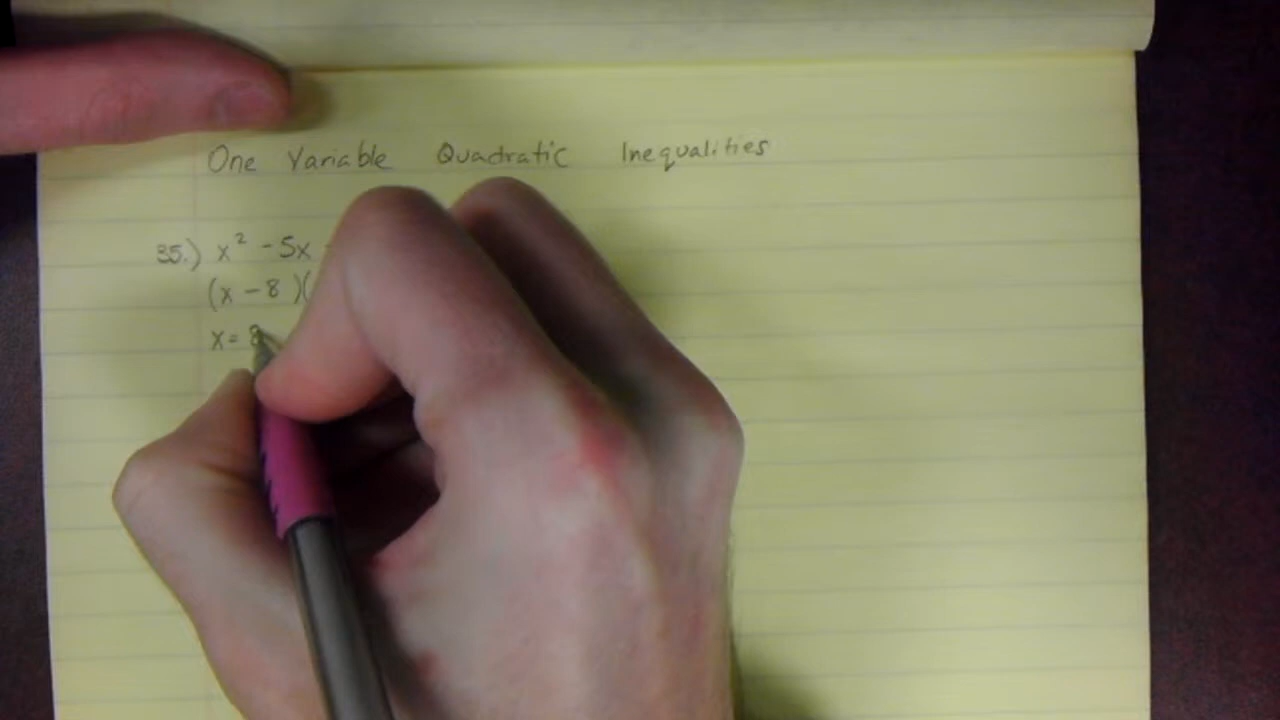 One Variable Quadratic Inequalities
35.) x² - 5x -
(x - 8)(
x = 8